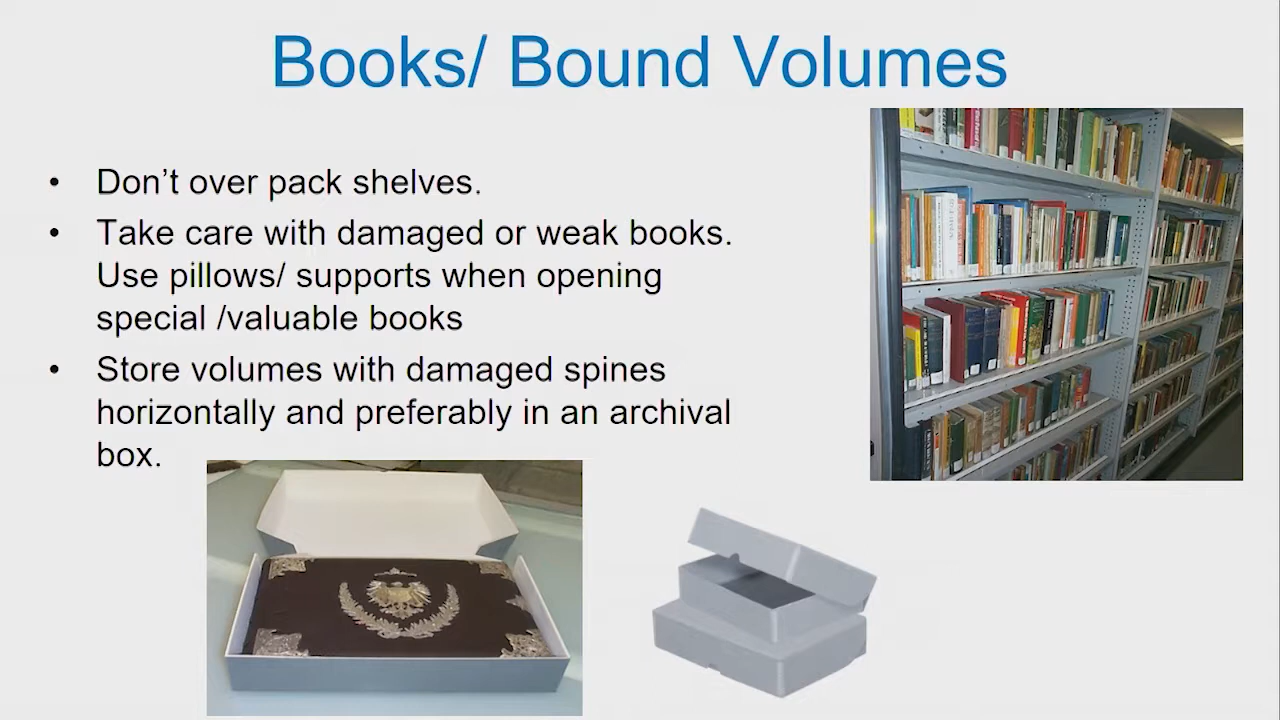 Books/ Bound Volumes
• Don’t over pack shelves.
• Take care with damaged or weak books.
Use pillows/ supports when opening
special /valuable books
• Store volumes with damaged spines
horizontally and preferably in an archival
box.